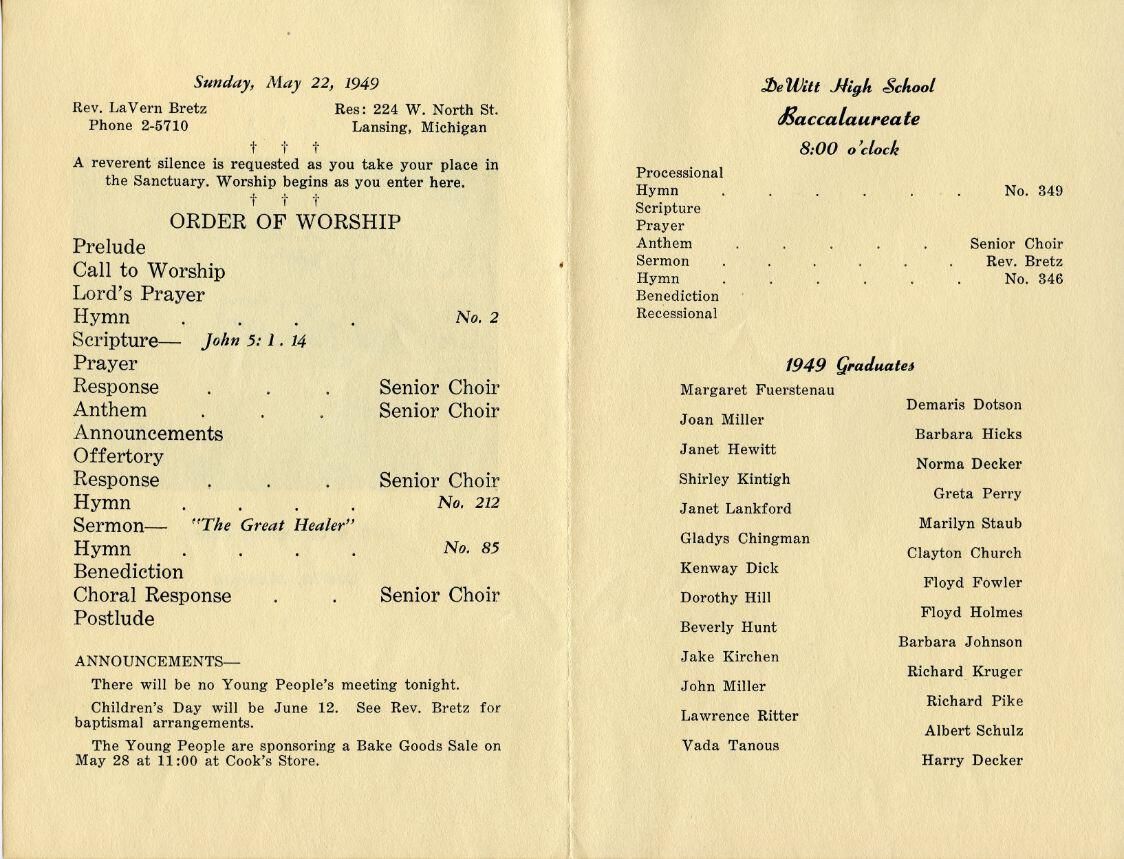 Sunday, May 22, 1949
Rev. LaVern Bretz Res: 224 W. North St.
Phone 2-5710 Lansing, Michigan
† † †
A reverent silence is requested as you take your place in
the Sanctuary. Worship begins as you enter here.
† † †
ORDER OF WORSHIP
Prelude
Call to Worship
Lord's Prayer
Hymn . . . . No. 2
Scripture— John 5: 1 . 14
Prayer
Response . . . Senior Choir
Anthem . . . Senior Choir
Announcements
Offertory
Response . . . Senior Choir
Hymn . . . . No. 212
Sermon— "The Great Healer"
Hymn . . . . No. 85
Benediction
Choral Response . . Senior Choir
Postlude
ANNOUNCEMENTS—
There will be no Young People's meeting tonight.
Children's Day will be June 12. See Rev. Bretz for
baptismal arrangements.
The Young People are sponsoring a Bake Goods Sale on
May 28 at 11:00 at Cook's Store.
DeWitt High School
Baccalaureate
8:00 o'clock
Processional
Hymn . . . . . . No. 349
Scripture
Prayer
Anthem . . . . . Senior Choir
Sermon . . . . . . Rev. Bretz
Hymn . . . . . . No. 346
Benediction
Recessional
1949 Graduates
Margaret Fuerstenau
Demaris Dotson
Joan Miller
Barbara Hicks
Janet Hewitt
Norma Decker
Shirley Kintigh
Greta Perry
Janet Lankford
Marilyn Staub
Gladys Chingman
Clayton Church
Kenway Dick
Floyd Fowler
Dorothy Hill
Floyd Holmes
Beverly Hunt
Barbara Johnson
Jake Kirchen
Richard Kruger
John Miller
Richard Pike
Lawrence Ritter
Albert Schulz
Vada Tanous
Harry Decker